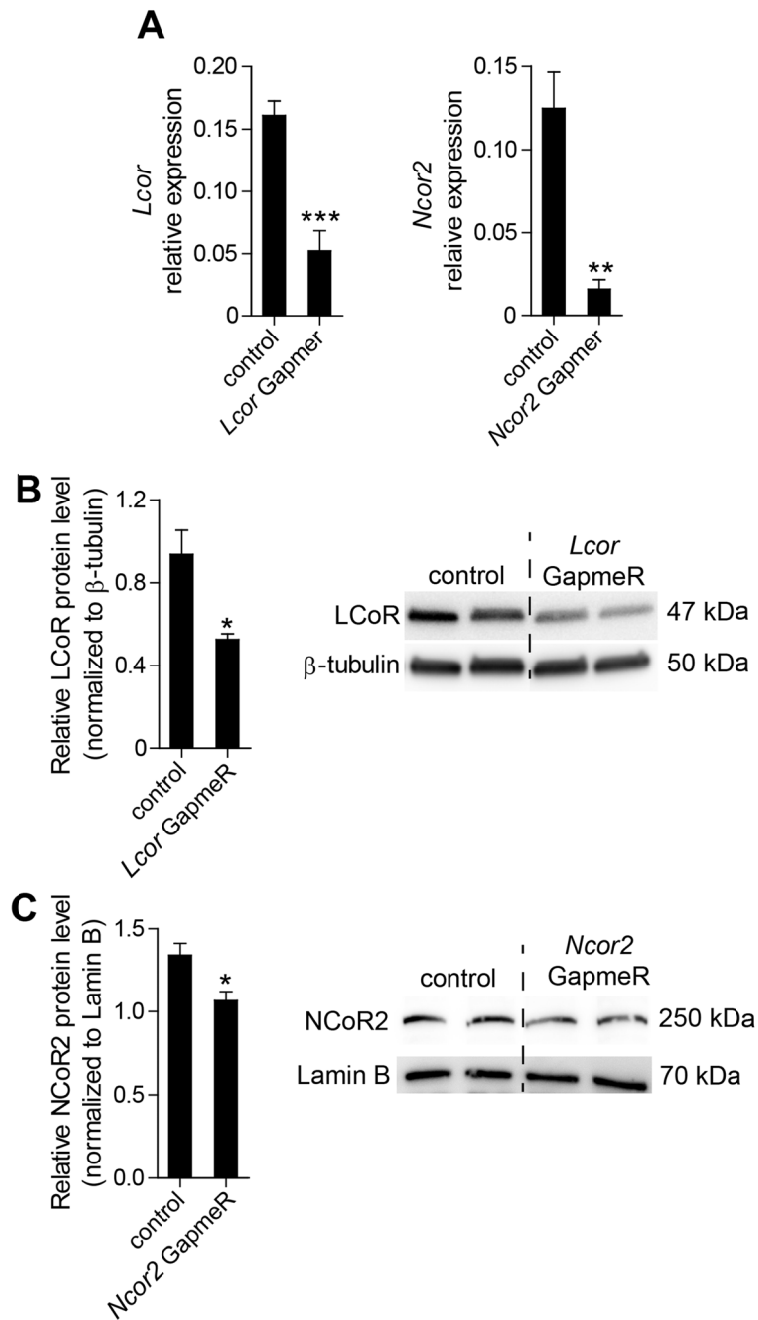 A
Lcor
relative expression
0.20
0.15
0.10
0.05
0
***
control
Lcor Gapmer
Ncor2
relaive expression
0.15
0.10
0.05
0
**
control
Ncor2 Gapmer
B
Relative LCoR protein level
(normalized to β-tubulin)
1.2
0.8
0.4
0
*
control
Lcor GapmeR
control
Lcor
GapmeR
LCoR
47 kDa
β-tubulin
50 kDa
C
Relative NCoR2 protein level
(normalized to Lamin B)
1.5
1.0
0.5
0.0
*
control
Ncor2 GapmeR
control
Ncor2
GapmeR
NCoR2
250 kDa
Lamin B
70 kDa